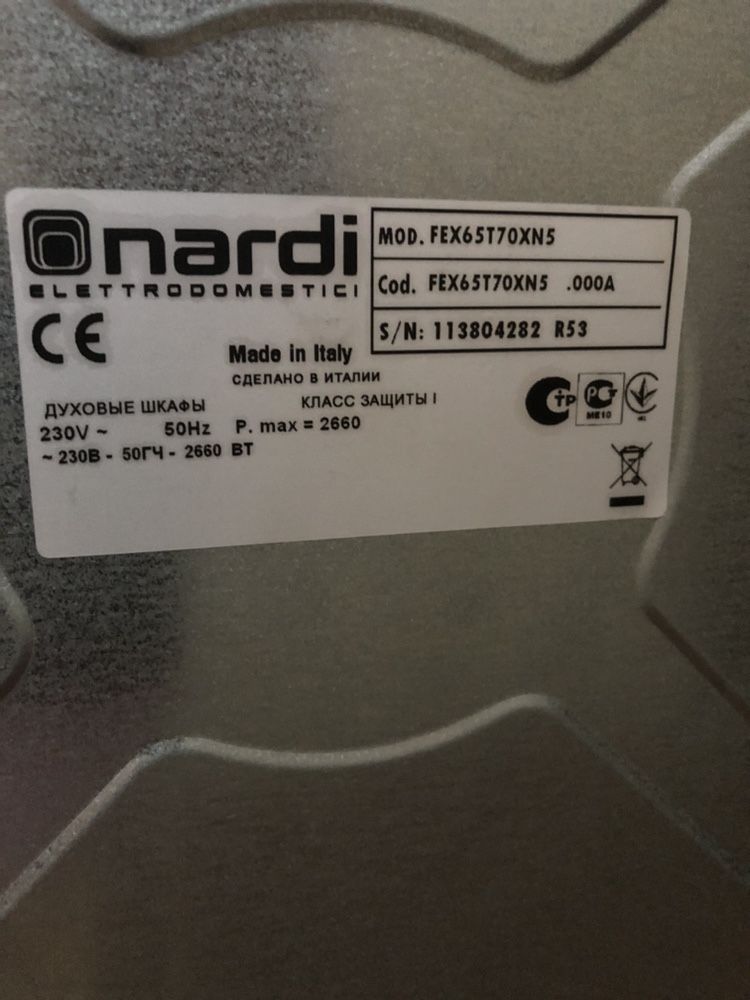 nardi
ELETTRODOMESTICI
MOD. FEX65T70XN5
Cod. FEX65T70XN5 .000A
S/N: 113804282 R53
CE
Made in Italy
СДЕЛАНО В ИТАЛИИ
ДУХОВЫЕ ШКАФЫ КЛАСС ЗАЩИТЫ I
230V ~ 50Hz P. max = 2660
~ 230В - 50ГЧ - 2660 ВТ
ME10